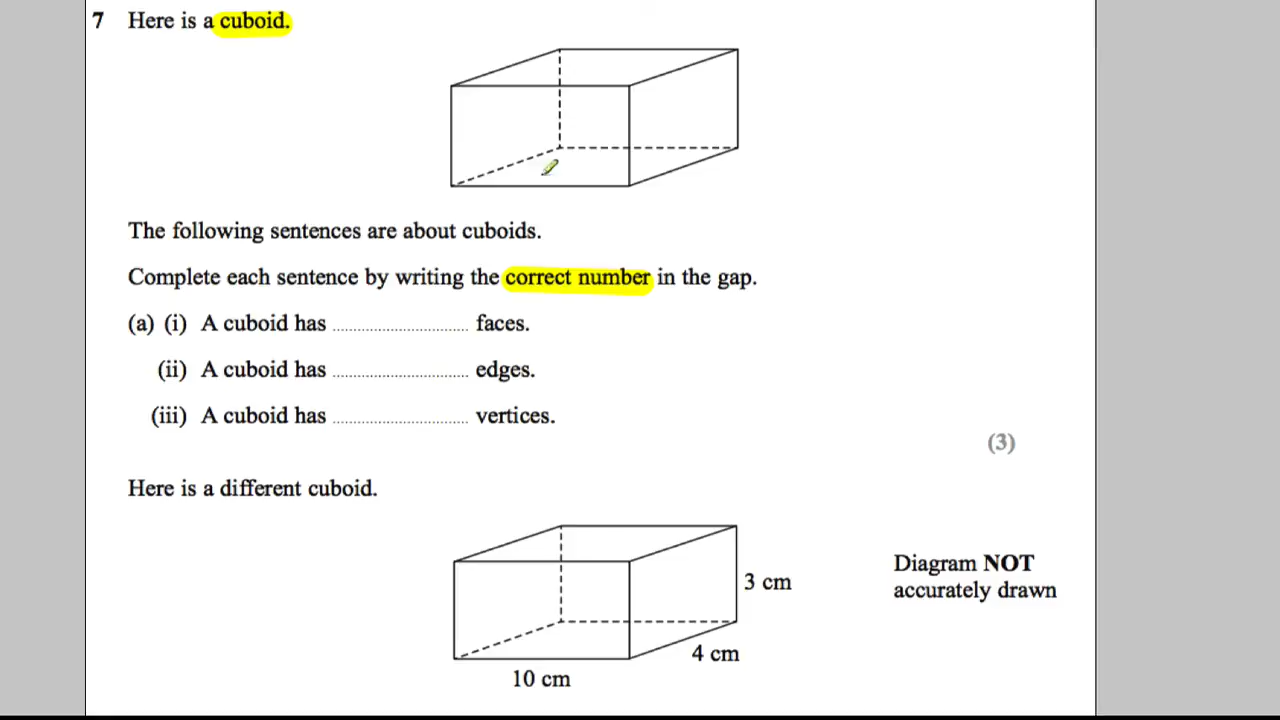 7 Here is a cuboid.
The following sentences are about cuboids.
Complete each sentence by writing the correct number in the gap.
(a) (i) A cuboid has .............................. faces.
(ii) A cuboid has .............................. edges.
(iii) A cuboid has .............................. vertices.
(3)
Here is a different cuboid.
3 cm
Diagram NOT
accurately drawn
4 cm
10 cm